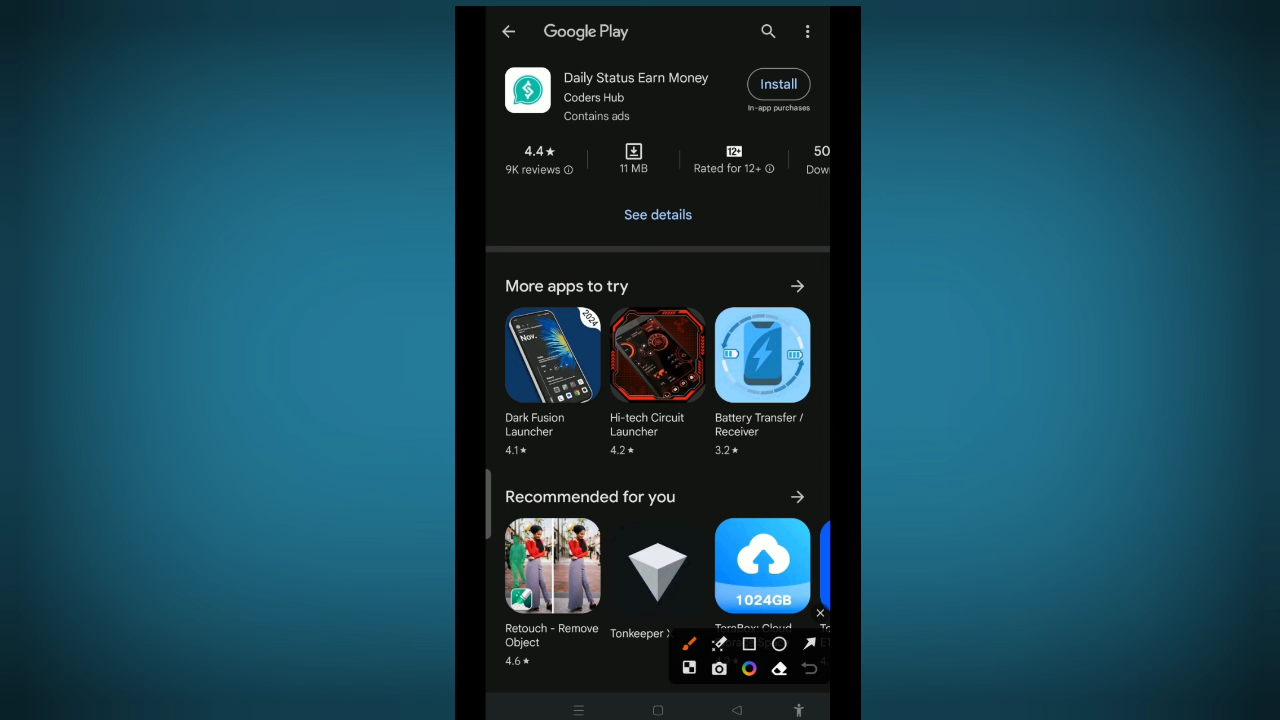 Google Play
Daily Status Earn Money
Coders Hub
Contains ads
Install
In-app purchases
4.4★
9K reviews
11 MB
12+
Rated for 12+
50
See details
More apps to try
2024
Nov.
Dark Fusion
Launcher
4.1★
Hi-tech Circuit
Launcher
4.2★
Battery Transfer /
Receiver
3.2★
Recommended for you
1024GB
Retouch - Remove
Object
4.6★
Tonkeeper
TeraBox: Cloud